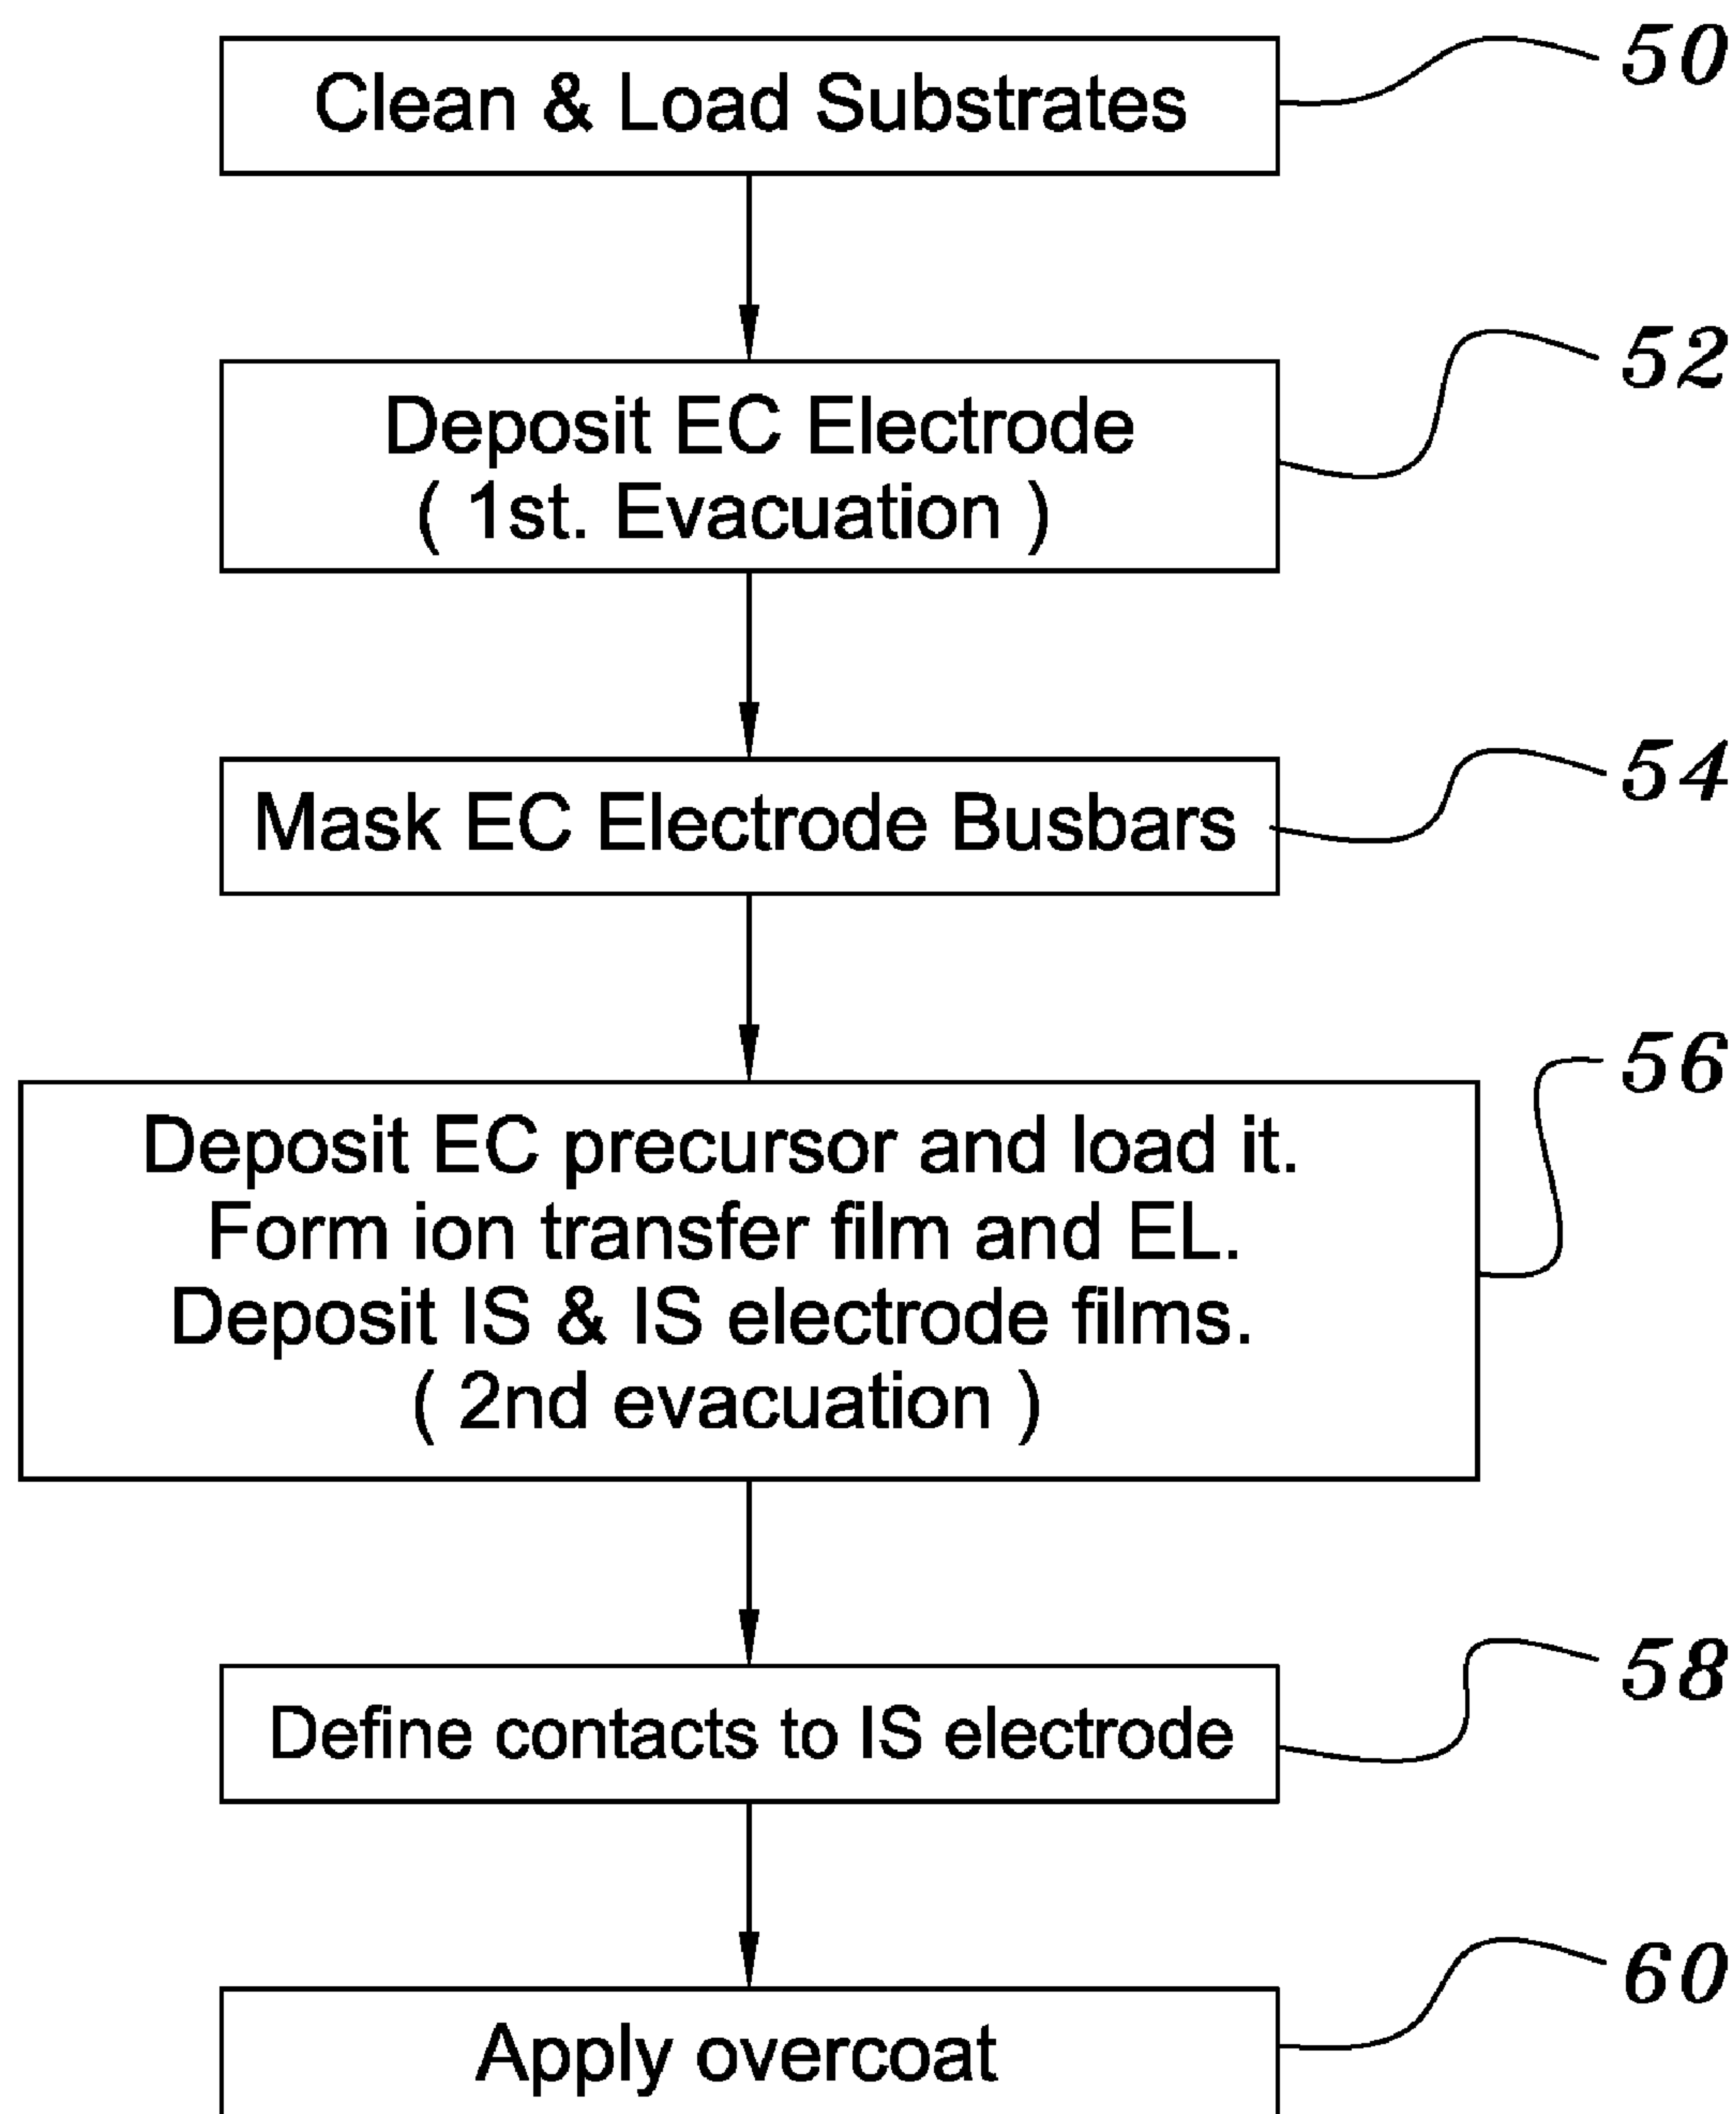 Clean & Load Substrates
50
Deposit EC Electrode
( 1st. Evacuation )
52
Mask EC Electrode Busbars
54
Deposit EC precursor and load it.
Form ion transfer film and EL.
Deposit IS & IS electrode films.
( 2nd evacuation )
56
Define contacts to IS electrode
58
Apply overcoat
60